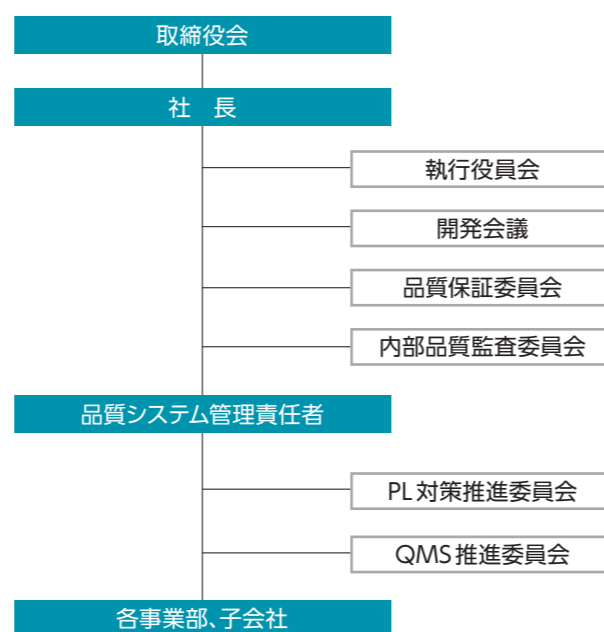 取締役会
社　長
執行役員会
開発会議
品質保証委員会
内部品質監査委員会
品質システム管理責任者
PL対策推進委員会
QMS推進委員会
各事業部、子会社